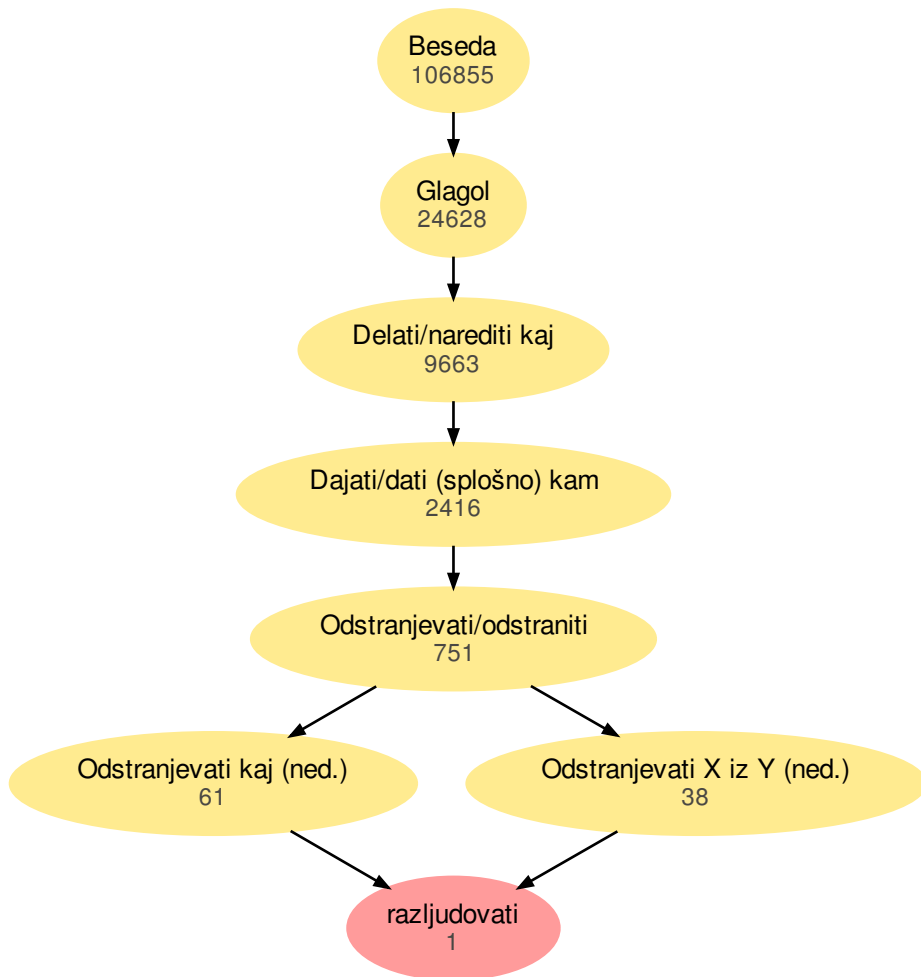 Beseda
106855
Glagol
24628
Delati/narediti kaj
9663
Dajati/dati (splošno) kam
2416
Odstranjevati/odstraniti
751
Odstranjevati kaj (ned.)
61
Odstranjevati X iz Y (ned.)
38
razljudovati
1